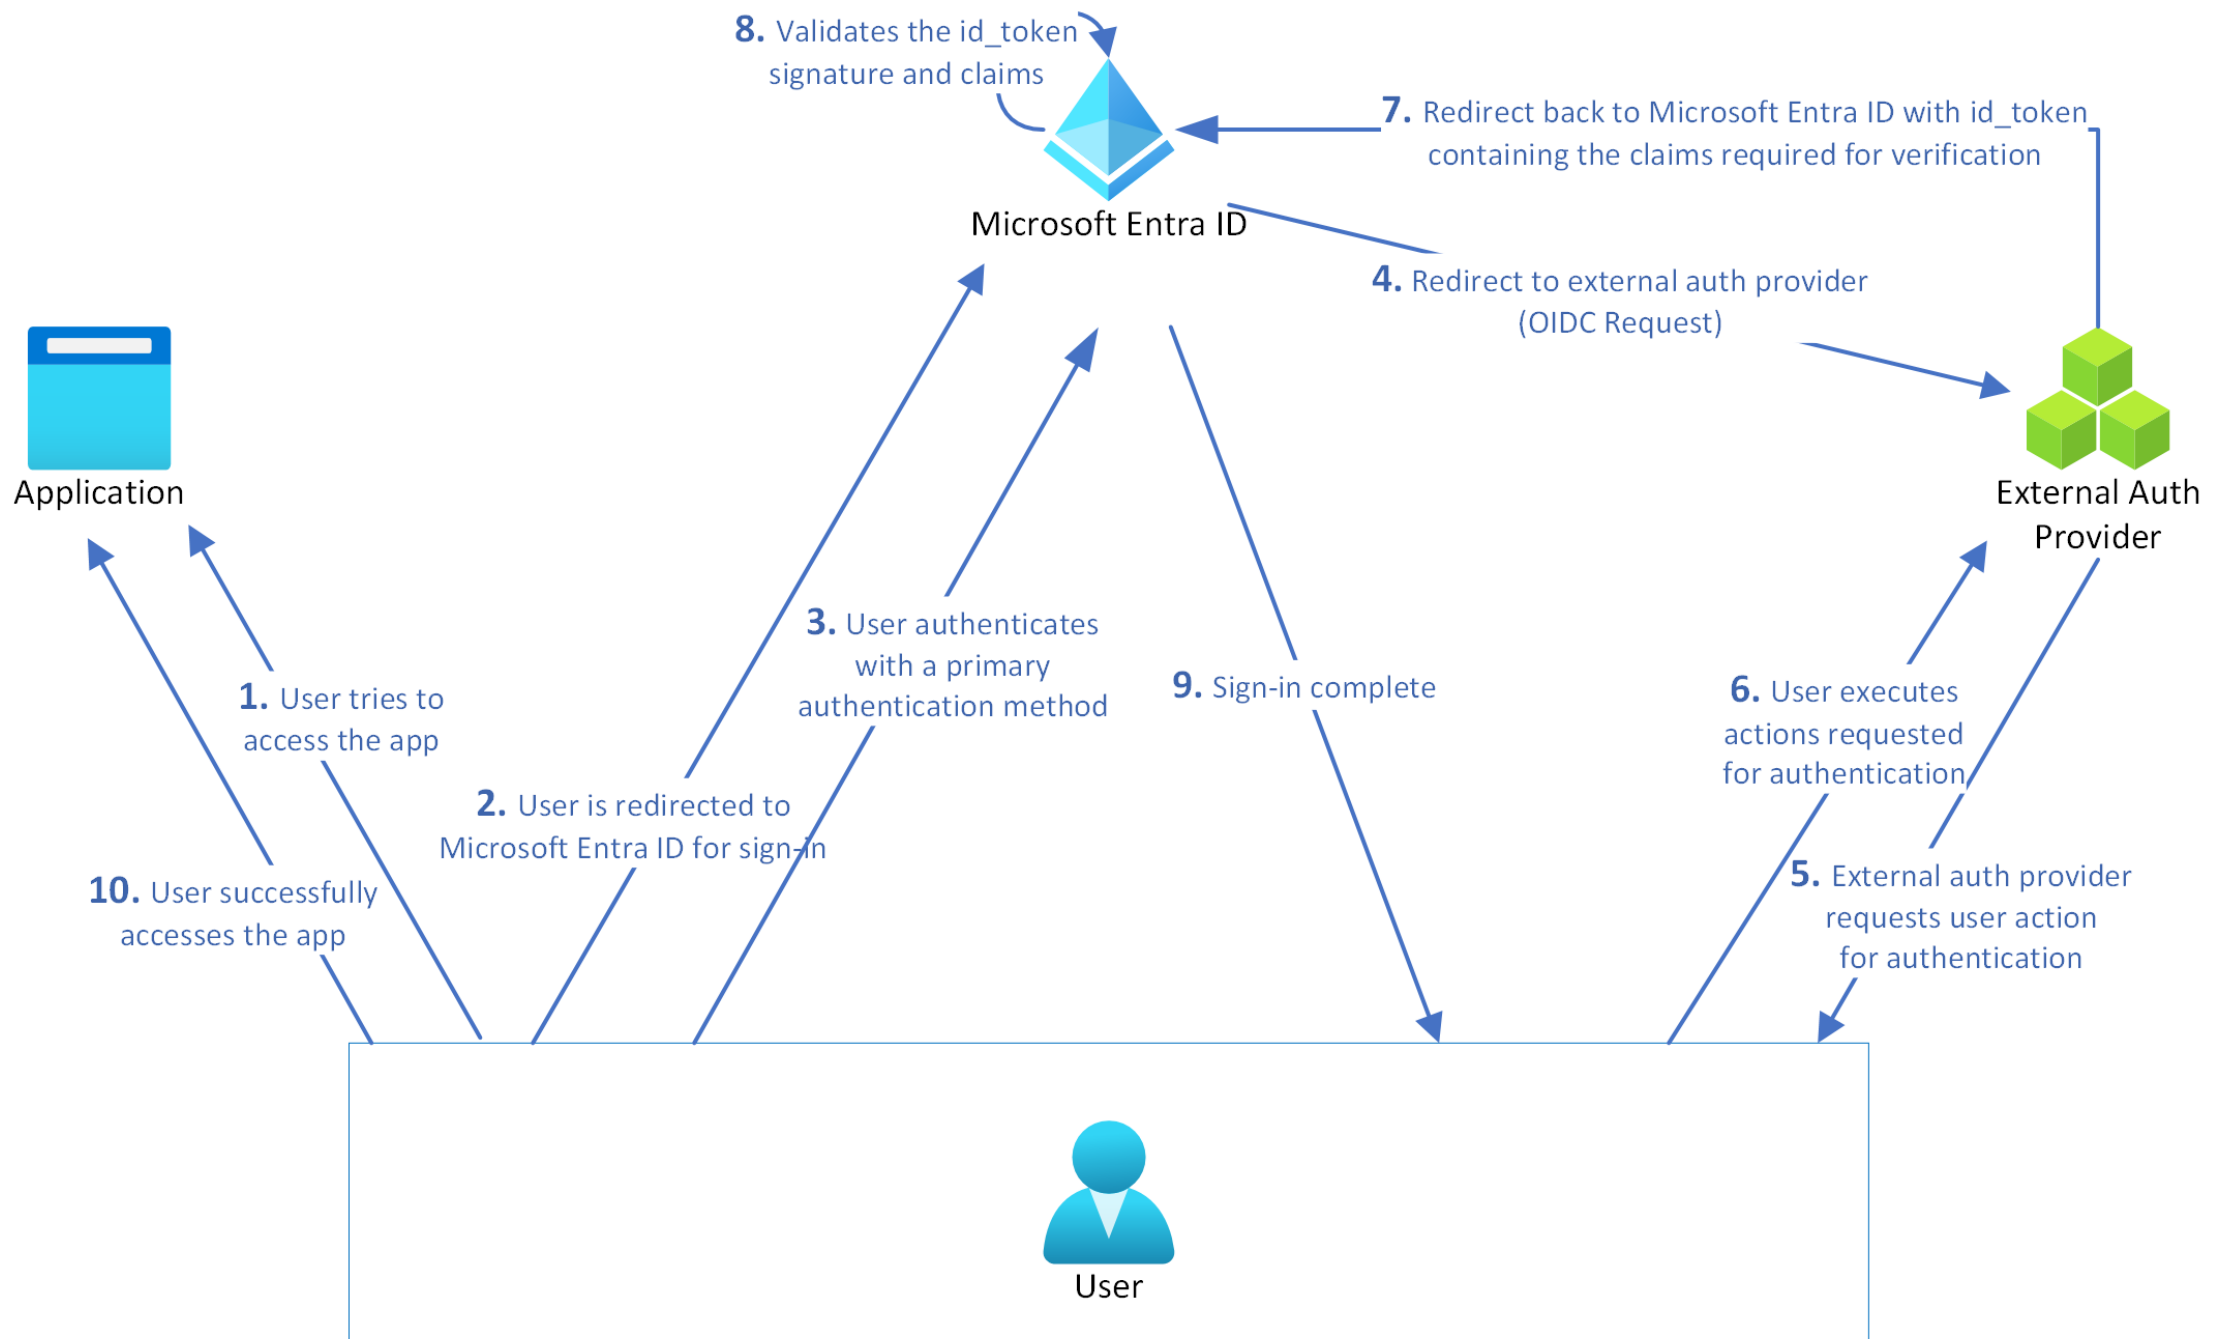 8. Validates the id_token
signature and claims
7. Redirect back to Microsoft Entra ID with id_token
containing the claims required for verification
Microsoft Entra ID
4. Redirect to external auth provider
(OIDC Request)
Application
External Auth
Provider
3. User authenticates
with a primary
authentication method
9. Sign-in complete
1. User tries to
access the app
6. User executes
actions requested
for authentication
2. User is redirected to
Microsoft Entra ID for sign-in
10. User successfully
accesses the app
5. External auth provider
requests user action
for authentication
User